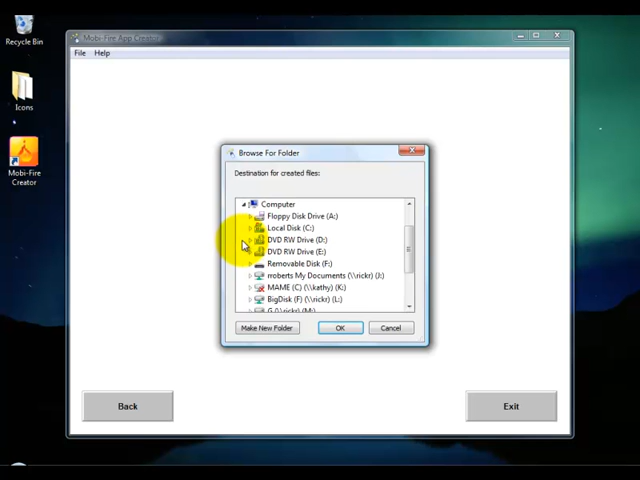 Recycle Bin
Icons
Mobi-Fire
Creator
Mobi-Fire App Creator
File Help
Browse For Folder
Destination for created files:
Computer
Floppy Disk Drive (A:)
Local Disk (C:)
DVD RW Drive (D:)
DVD RW Drive (E:)
Removable Disk (F:)
rroberts My Documents (\\rickr) (J:)
MAME (C) (\\kathy) (K:)
BigDisk (F) (\\rickr) (L:)
G (\\rickr) (M:)
Make New Folder OK Cancel
Back Exit